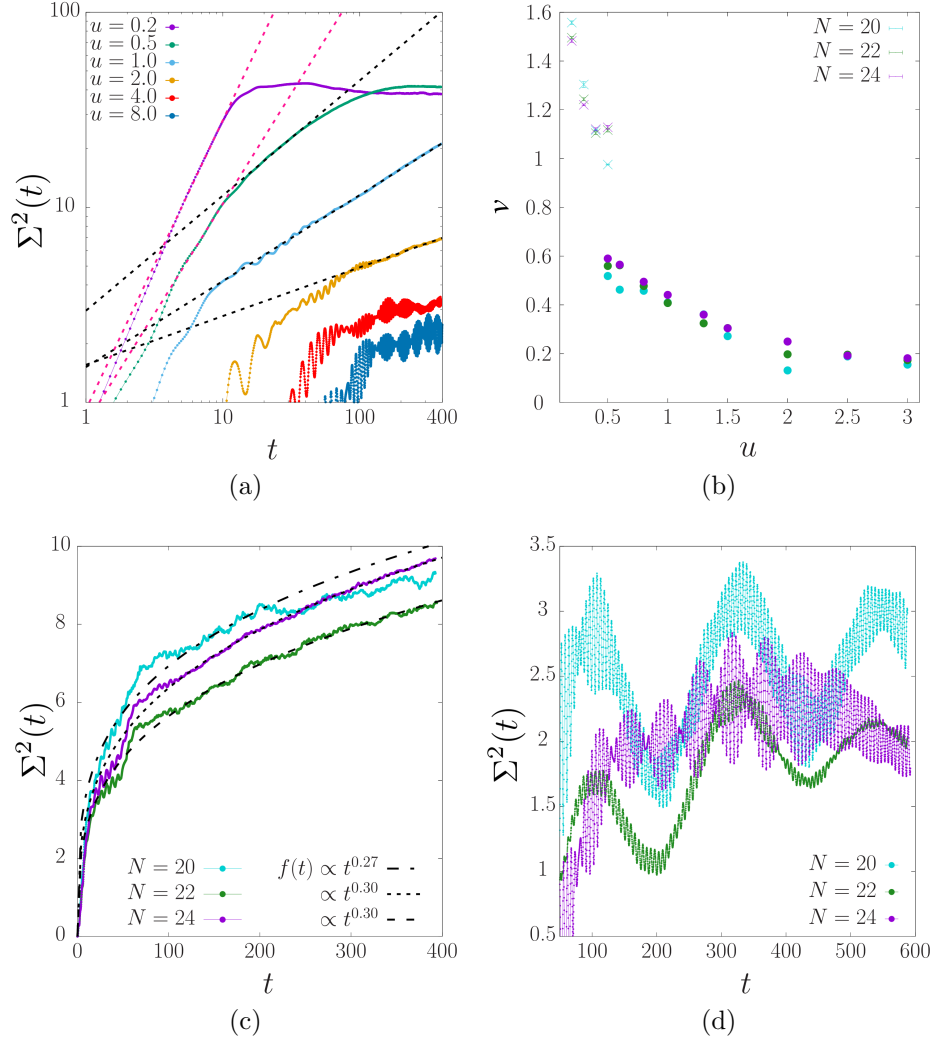 100
10
1
Σ²(t)
u = 0.2
u = 0.5
u = 1.0
u = 2.0
u = 4.0
u = 8.0
1 10 100 400
t
(a)
1.6
1.4
1.2
1
0.8
0.6
0.4
0.2
0
ν
N = 20
N = 22
N = 24
0.5 1 1.5 2 2.5 3
u
(b)
10
8
6
4
2
0
Σ²(t)
N = 20
N = 22
N = 24
f(t) ∝ t^0.27
∝ t^0.30
∝ t^0.30
0 100 200 300 400
t
(c)
3.5
3
2.5
2
1.5
1
0.5
Σ²(t)
N = 20
N = 22
N = 24
100 200 300 400 500 600
t
(d)